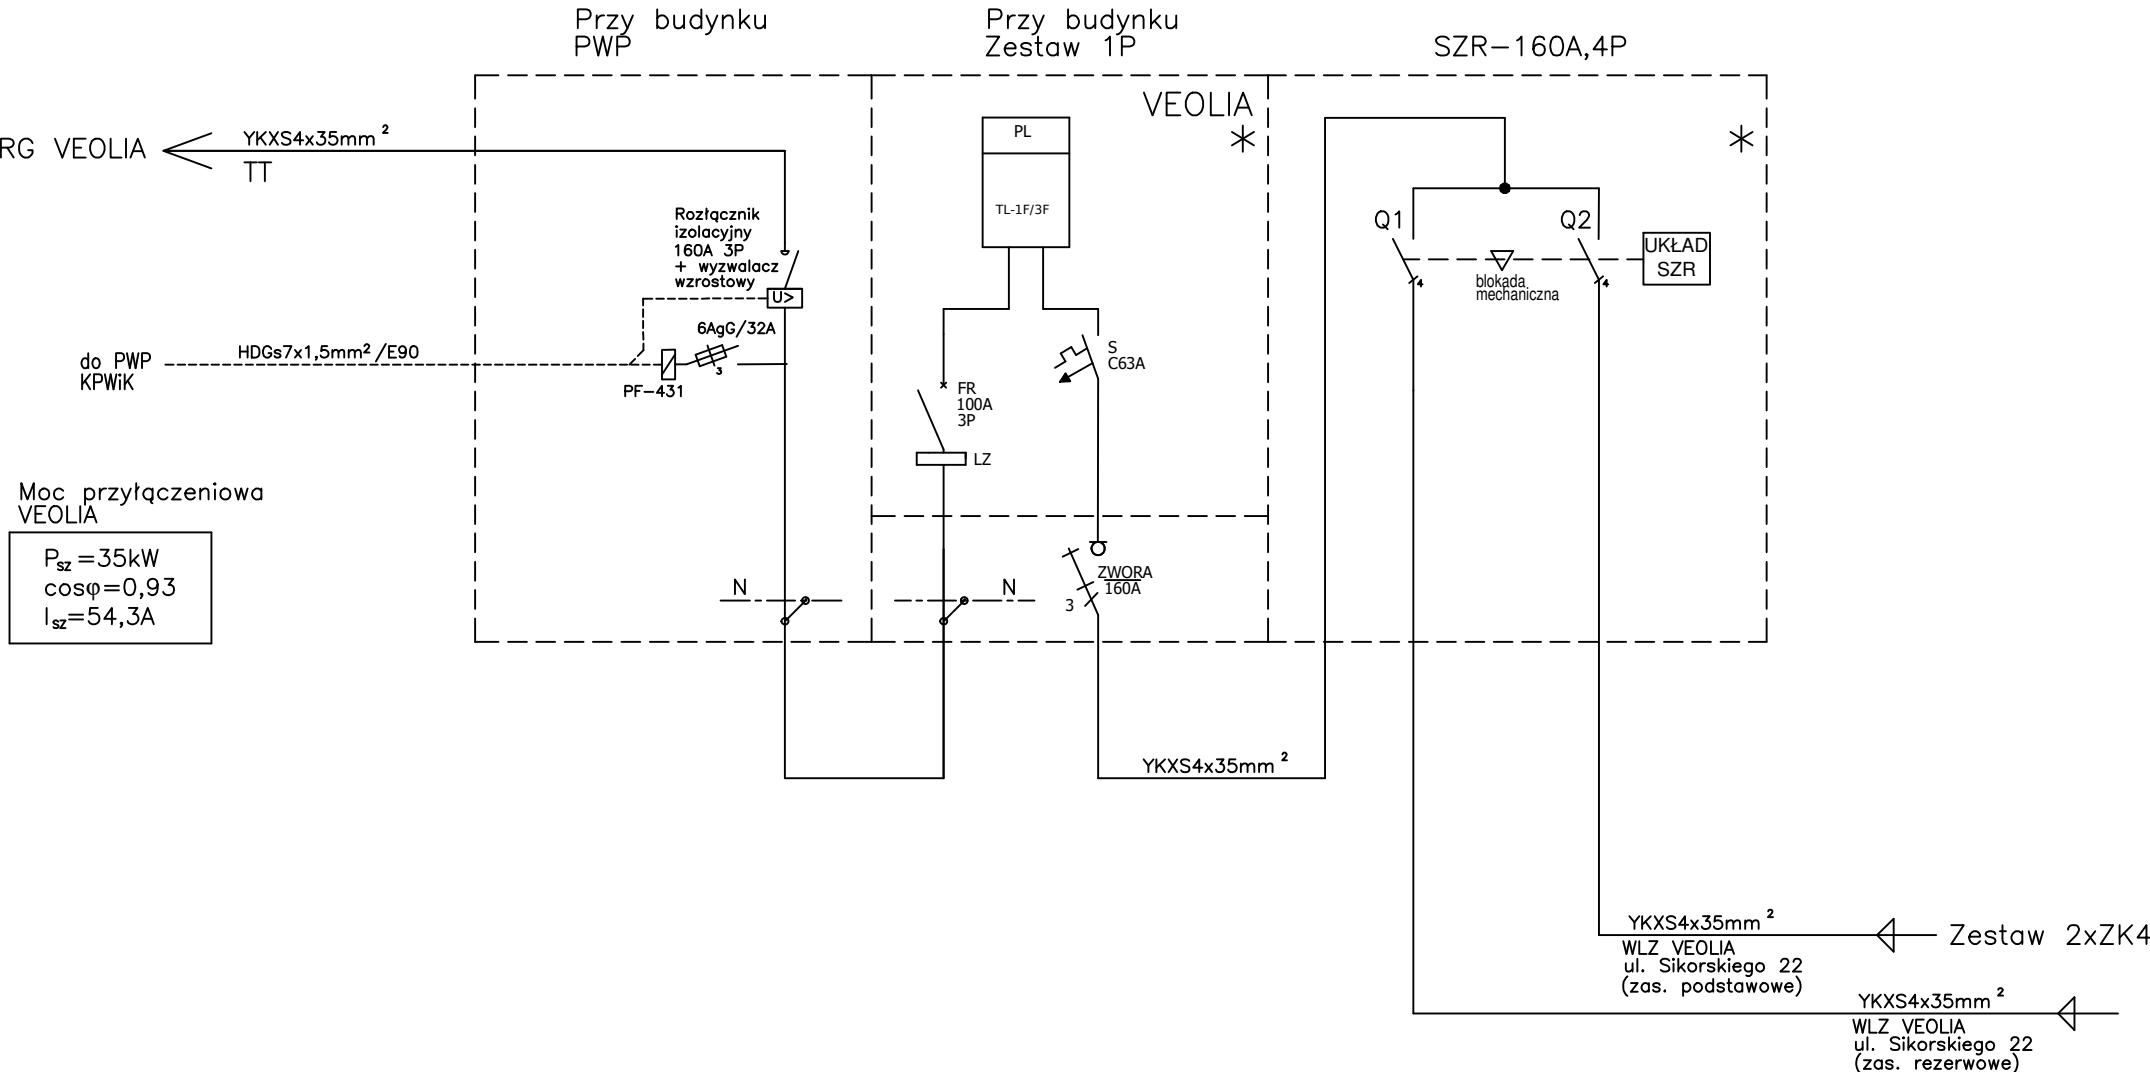 Przy budynku
PWP
Przy budynku
Zestaw 1P
SZR-160A,4P
VEOLIA
*
*
RG VEOLIA
YKXS4x35mm²
TT
PL
TL-1F/3F
Rozłącznik
izolacyjny
160A 3P
+ wyzwalacz
wzrostowy
U>
6AgG/32A
3
PF-431
do PWP
KPWiK
HDGs7x1,5mm²/E90
S
C63A
FR
100A
3P
LZ
Q1
Q2
4
4
blokada
mechaniczna
UKŁAD
SZR
Moc przyłączeniowa
VEOLIA
Psz=35kW
cosφ=0,93
Isz=54,3A
N
N
ZWORA
160A
3
YKXS4x35mm²
YKXS4x35mm²
WLZ VEOLIA
ul. Sikorskiego 22
(zas. podstawowe)
Zestaw 2xZK4
YKXS4x35mm²
WLZ VEOLIA
ul. Sikorskiego 22
(zas. rezerwowe)